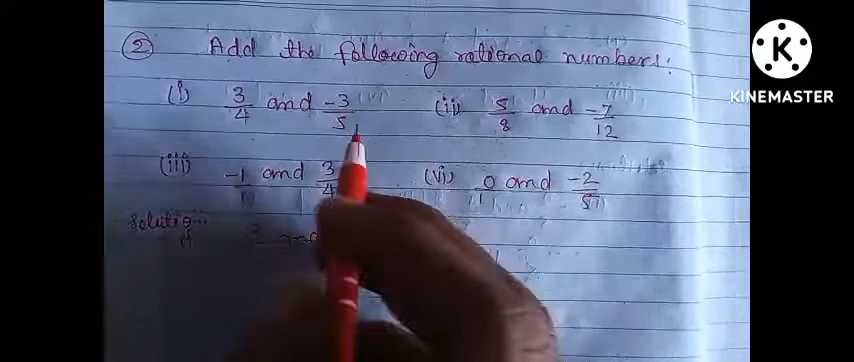 ② Add the following rational numbers:
(i) 3/4 and -3/5 (ii) 5/8 and -7/12
(iii) -1 and 3/4 (vi) 0 and -2/5
Solution:
KINEMASTER